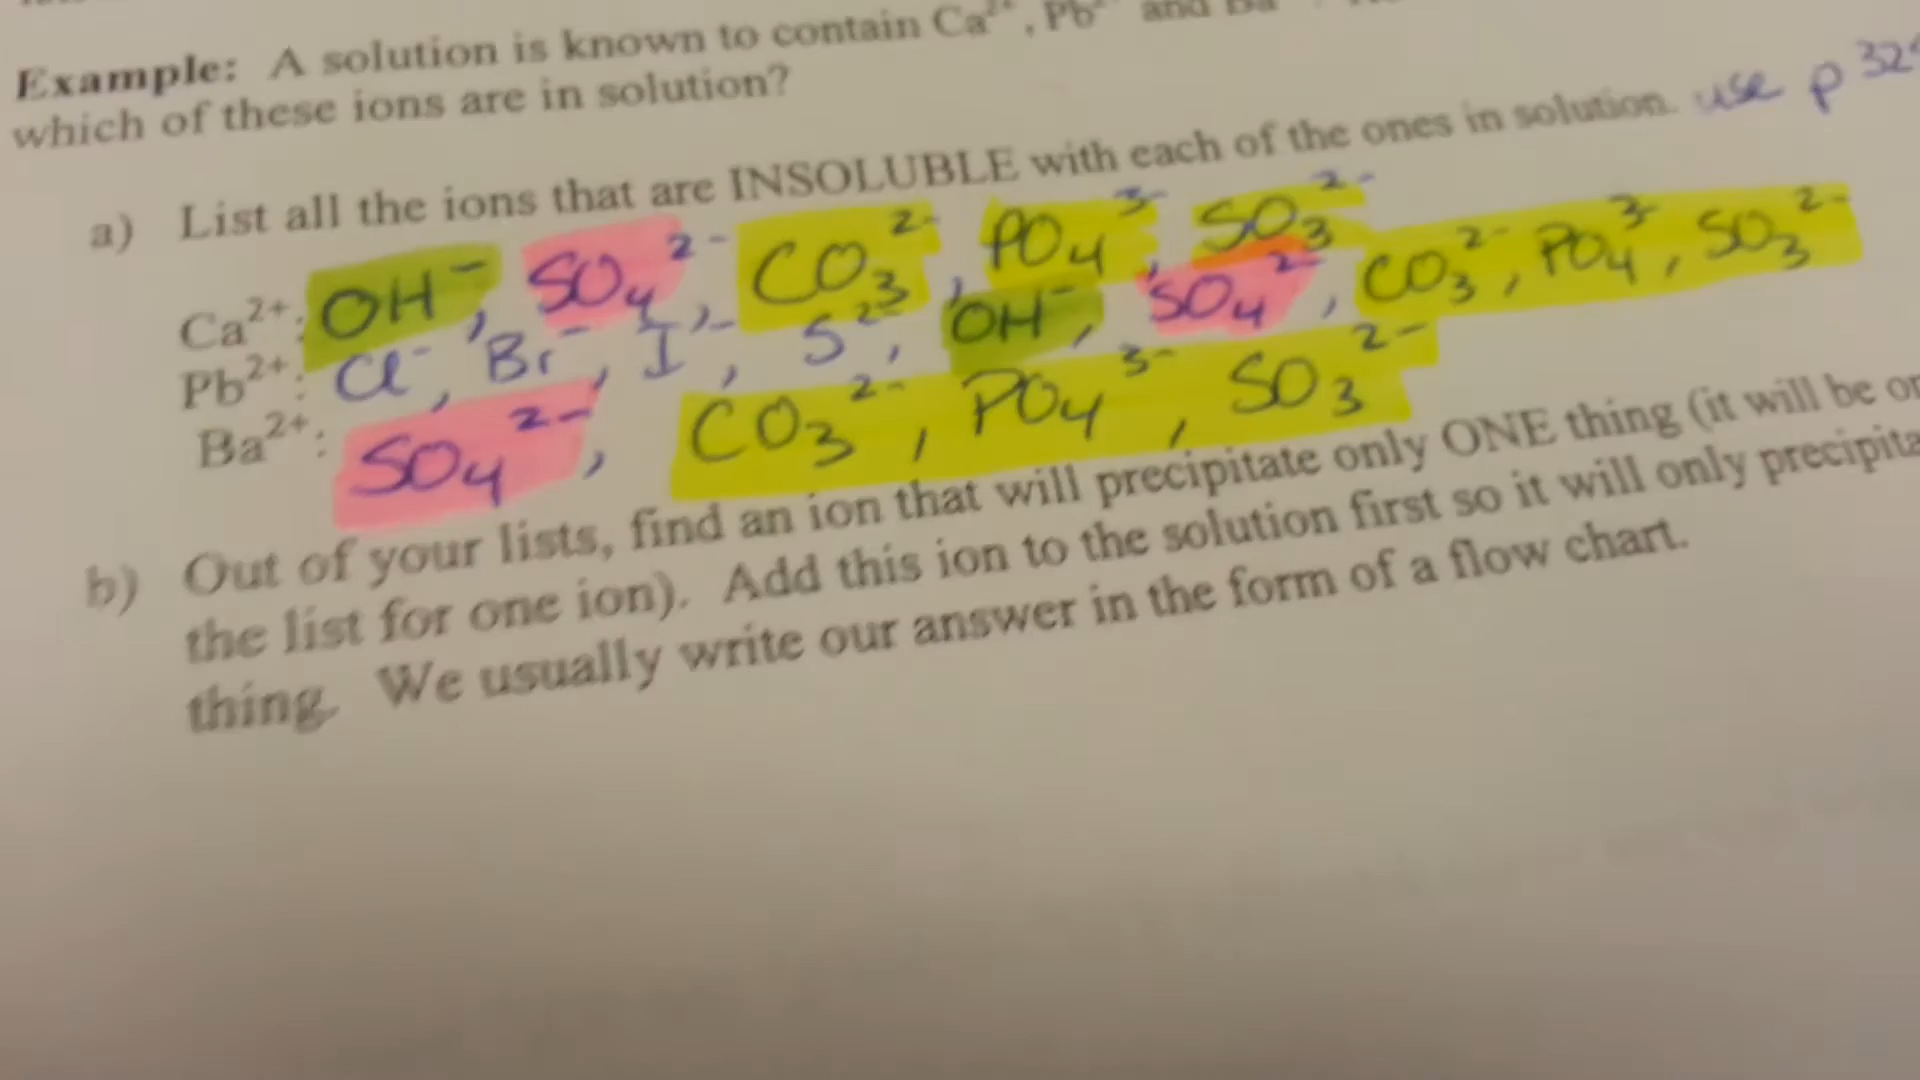 Example: A solution is known to contain Ca²⁺, Pb²⁺ and Ba
which of these ions are in solution?
a) List all the ions that are INSOLUBLE with each of the ones in solution. use p 32
Ca²⁺: OH⁻, SO₄²⁻, CO₃²⁻, PO₄³⁻, SO₃²⁻
Pb²⁺: Cl⁻, Br⁻, I⁻, S²⁻, OH⁻, SO₄²⁻, CO₃²⁻, PO₄³⁻, SO₃²⁻
Ba²⁺: SO₄²⁻, CO₃²⁻, PO₄³⁻, SO₃²⁻
b) Out of your lists, find an ion that will precipitate only ONE thing (it will be on
the list for one ion). Add this ion to the solution first so it will only precipita
thing. We usually write our answer in the form of a flow chart.